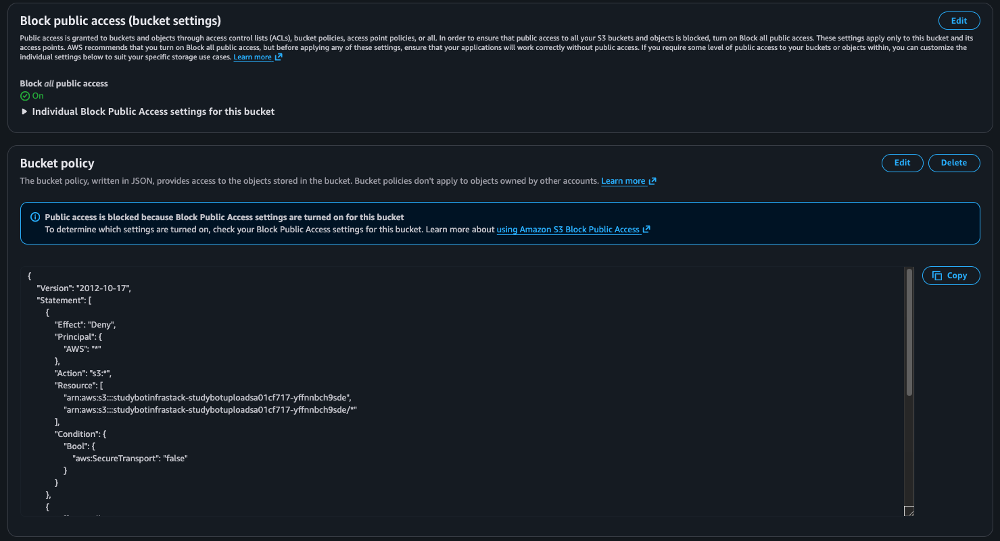 Block public access (bucket settings)
Edit
Public access is granted to buckets and objects through access control lists (ACLs), bucket policies, access point policies, or all. In order to ensure that public access to all your S3 buckets and objects is blocked, turn on Block all public access. These settings apply only to this bucket and its
access points. AWS recommends that you turn on Block all public access, but before applying any of these settings, ensure that your applications will work correctly without public access. If you require some level of public access to your buckets or objects within, you can customize the
individual settings below to suit your specific storage use cases. Learn more
Block all public access
On
Individual Block Public Access settings for this bucket
Bucket policy
Edit
Delete
The bucket policy, written in JSON, provides access to the objects stored in the bucket. Bucket policies don't apply to objects owned by other accounts. Learn more
Public access is blocked because Block Public Access settings are turned on for this bucket
To determine which settings are turned on, check your Block Public Access settings for this bucket. Learn more about using Amazon S3 Block Public Access
Copy
{
"Version": "2012-10-17",
"Statement": [
{
"Effect": "Deny",
"Principal": {
"AWS": "*"
},
"Action": "s3:*",
"Resource": [
"arn:aws:s3:::studybotinfrastack-studybotuploadsa01cf717-yffnnbch9sde",
"arn:aws:s3:::studybotinfrastack-studybotuploadsa01cf717-yffnnbch9sde/*"
],
"Condition": {
"Bool": {
"aws:SecureTransport": "false"
}
}
},
{